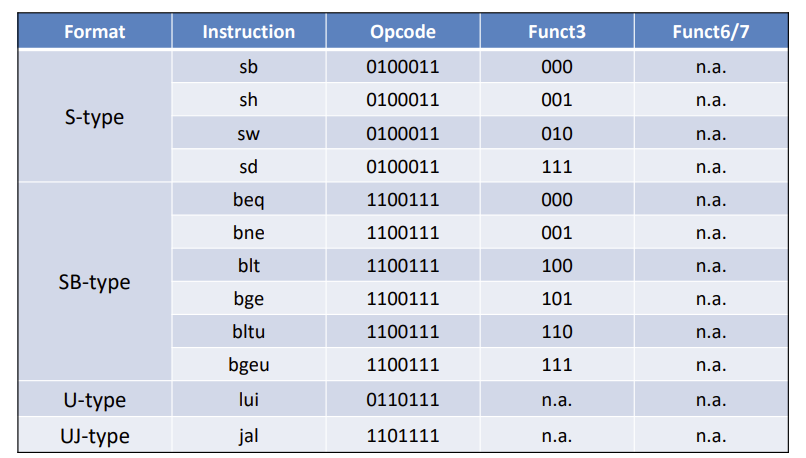 Format Instruction Opcode Funct3 Funct6/7
S-type
sb 0100011 000 n.a.
sh 0100011 001 n.a.
sw 0100011 010 n.a.
sd 0100011 111 n.a.
SB-type
beq 1100111 000 n.a.
bne 1100111 001 n.a.
blt 1100111 100 n.a.
bge 1100111 101 n.a.
bltu 1100111 110 n.a.
bgeu 1100111 111 n.a.
U-type lui 0110111 n.a. n.a.
UJ-type jal 1101111 n.a. n.a.